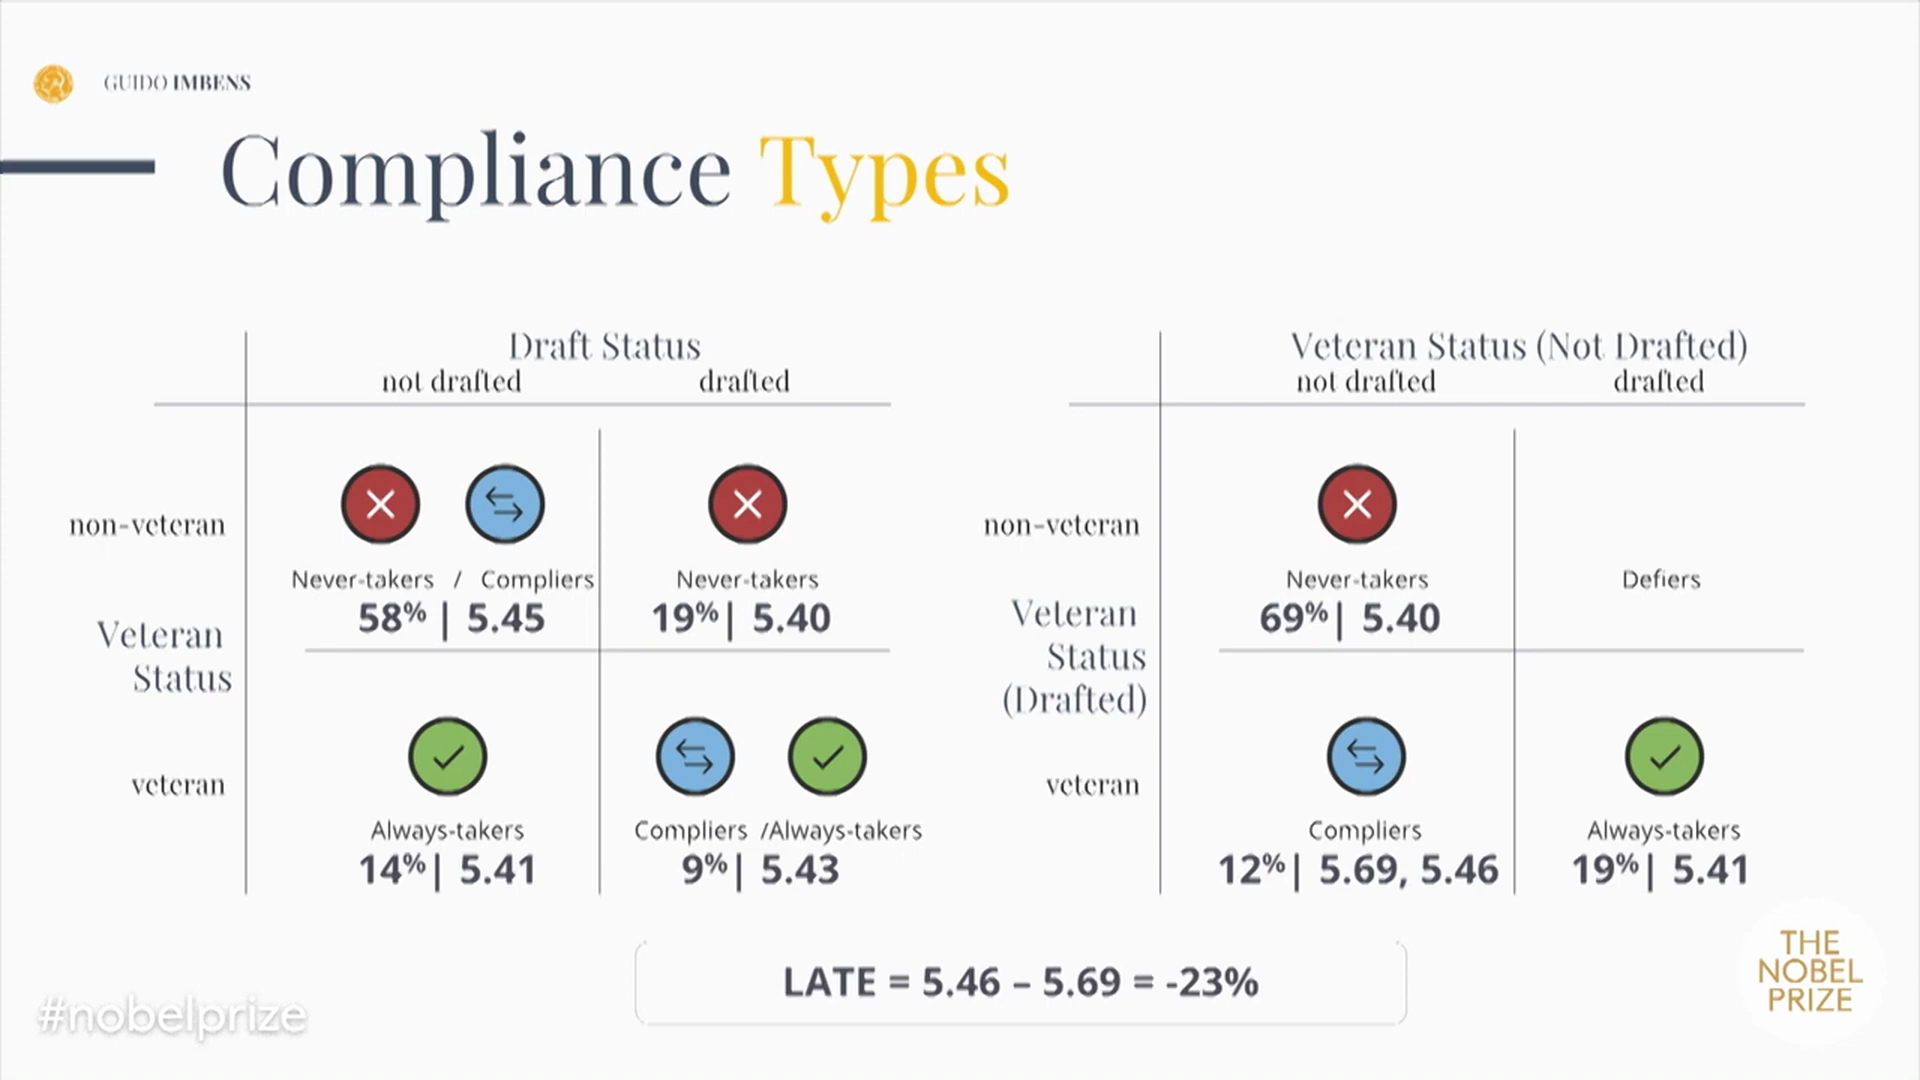 GUIDO IMBENS
Compliance Types
Draft Status
not drafted drafted
non-veteran
Never-takers / Compliers
58% | 5.45
Never-takers
19% | 5.40
Veteran
Status
veteran
Always-takers
14% | 5.41
Compliers /Always-takers
9% | 5.43
Veteran Status (Not Drafted)
not drafted drafted
non-veteran
Never-takers
69% | 5.40
Defiers
Veteran
Status
(Drafted)
veteran
Compliers
12% | 5.69, 5.46
Always-takers
19% | 5.41
LATE = 5.46 – 5.69 = -23%
#nobelprize
THE
NOBEL
PRIZE